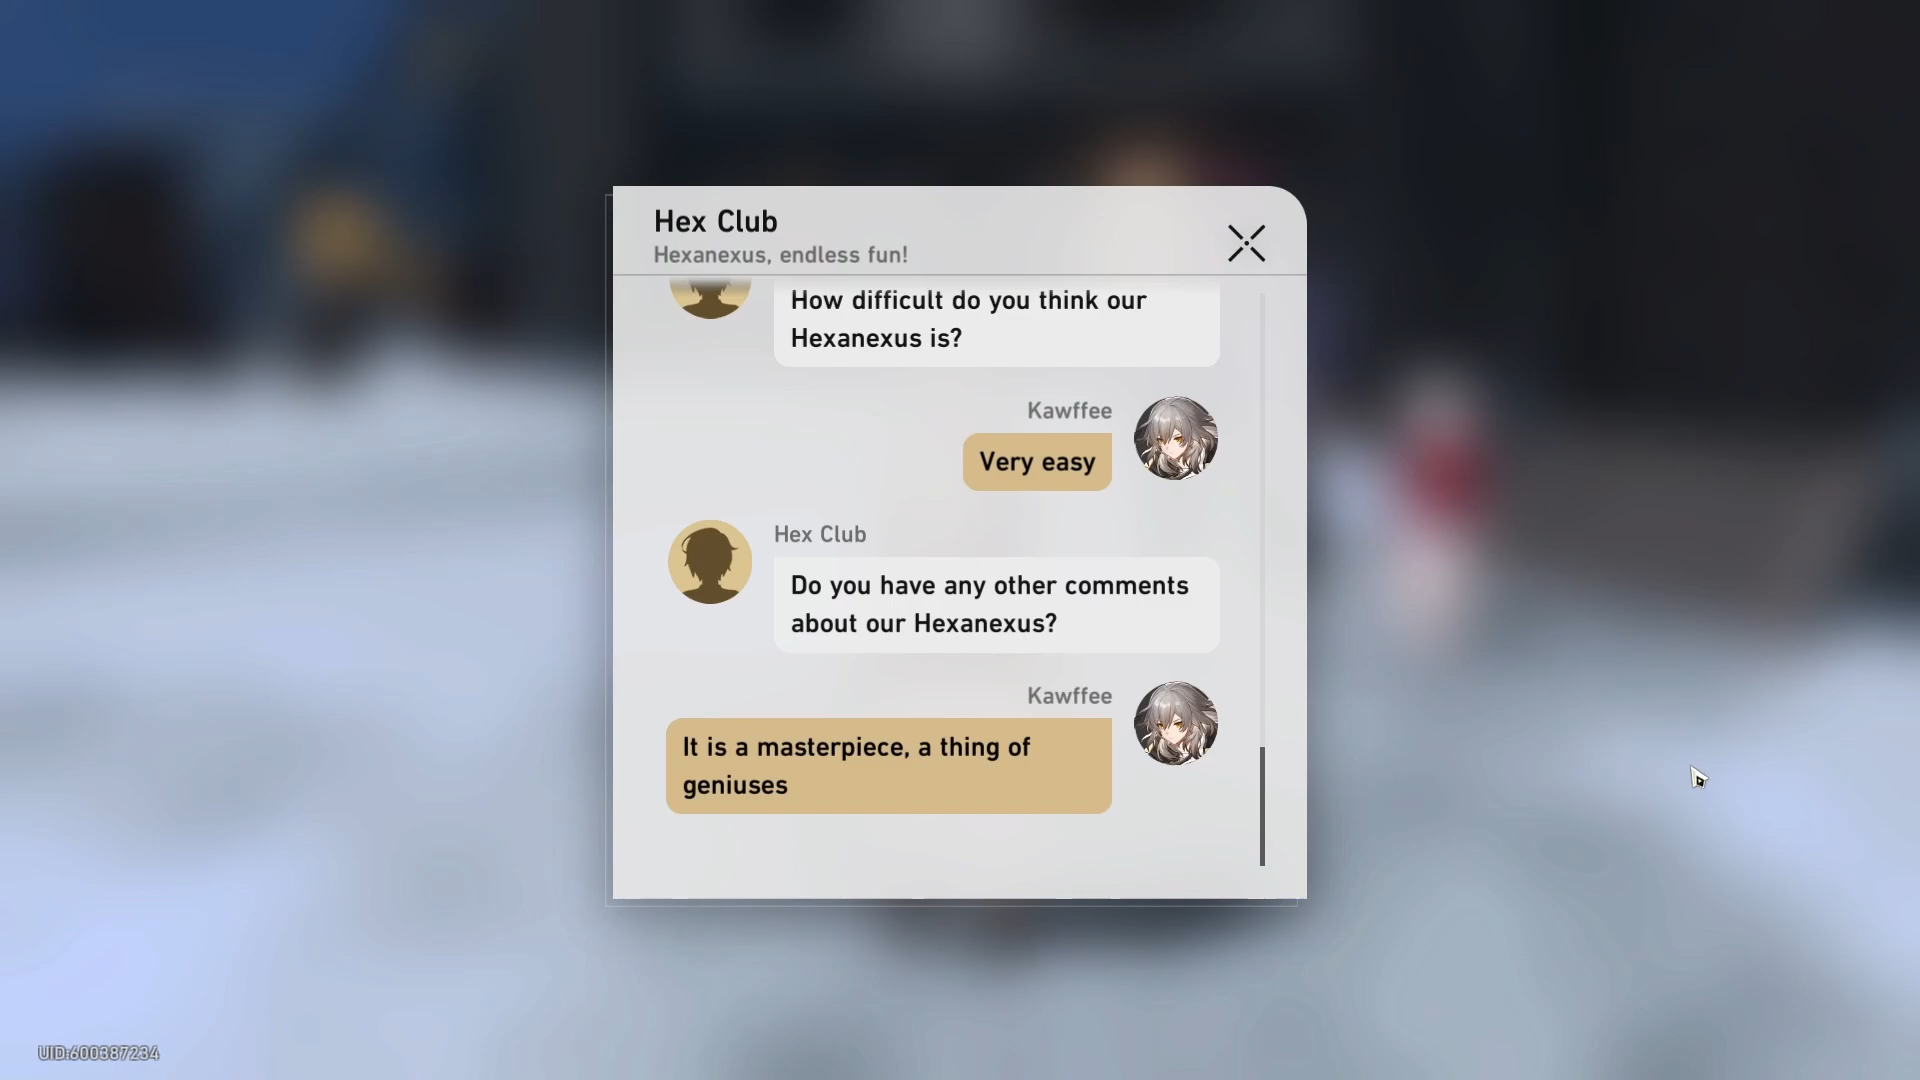 Hex Club
Hexanexus, endless fun!
How difficult do you think our
Hexanexus is?
Kawffee
Very easy
Hex Club
Do you have any other comments
about our Hexanexus?
Kawffee
It is a masterpiece, a thing of
geniuses
UID:600387234